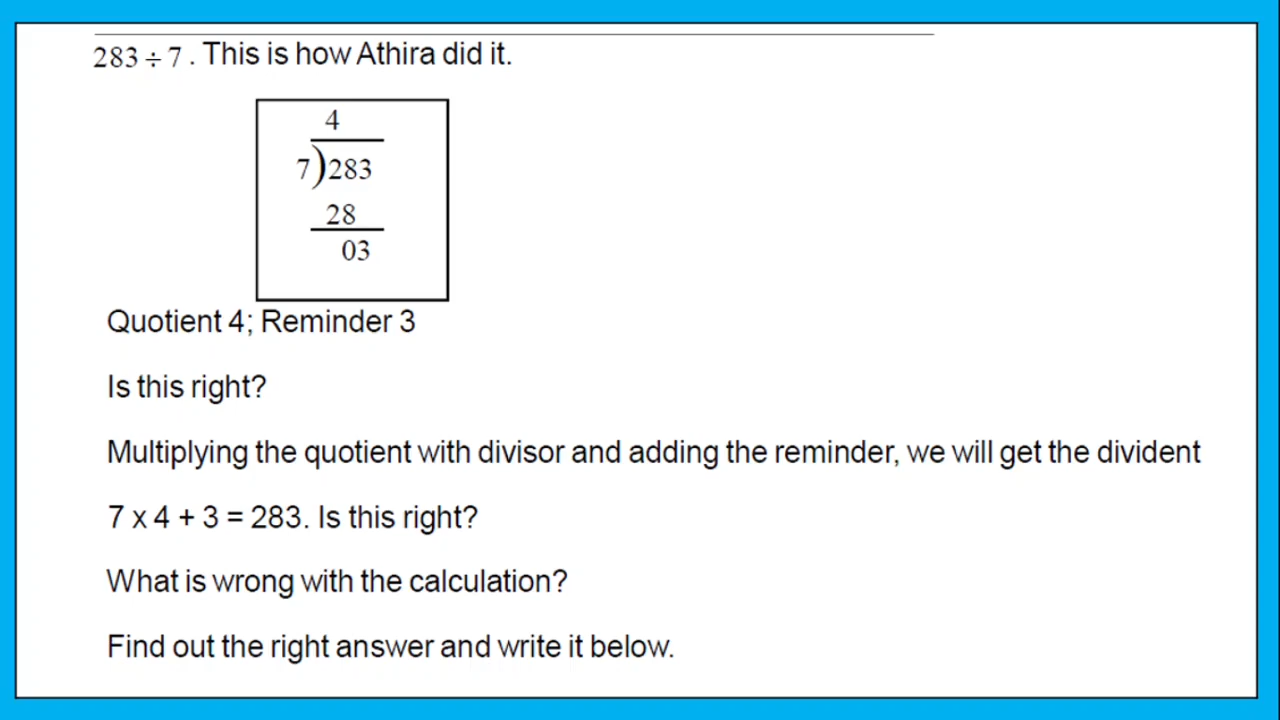 283 ÷ 7 . This is how Athira did it.
4
7)283
28
03
Quotient 4; Reminder 3
Is this right?
Multiplying the quotient with divisor and adding the reminder, we will get the divident
7 x 4 + 3 = 283. Is this right?
What is wrong with the calculation?
Find out the right answer and write it below.